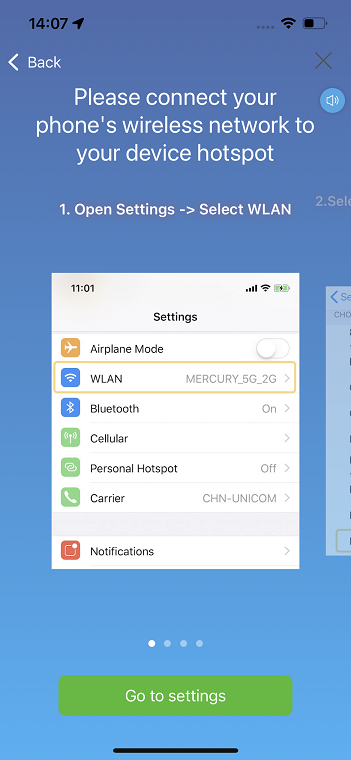 14:07
Back
Please connect your
phone's wireless network to
your device hotspot
1. Open Settings -> Select WLAN
2.Sele
11:01
Settings
Airplane Mode
WLAN MERCURY_5G_2G
Bluetooth On
Cellular
Personal Hotspot Off
Carrier CHN-UNICOM
Notifications
Se
CHO
Go to settings